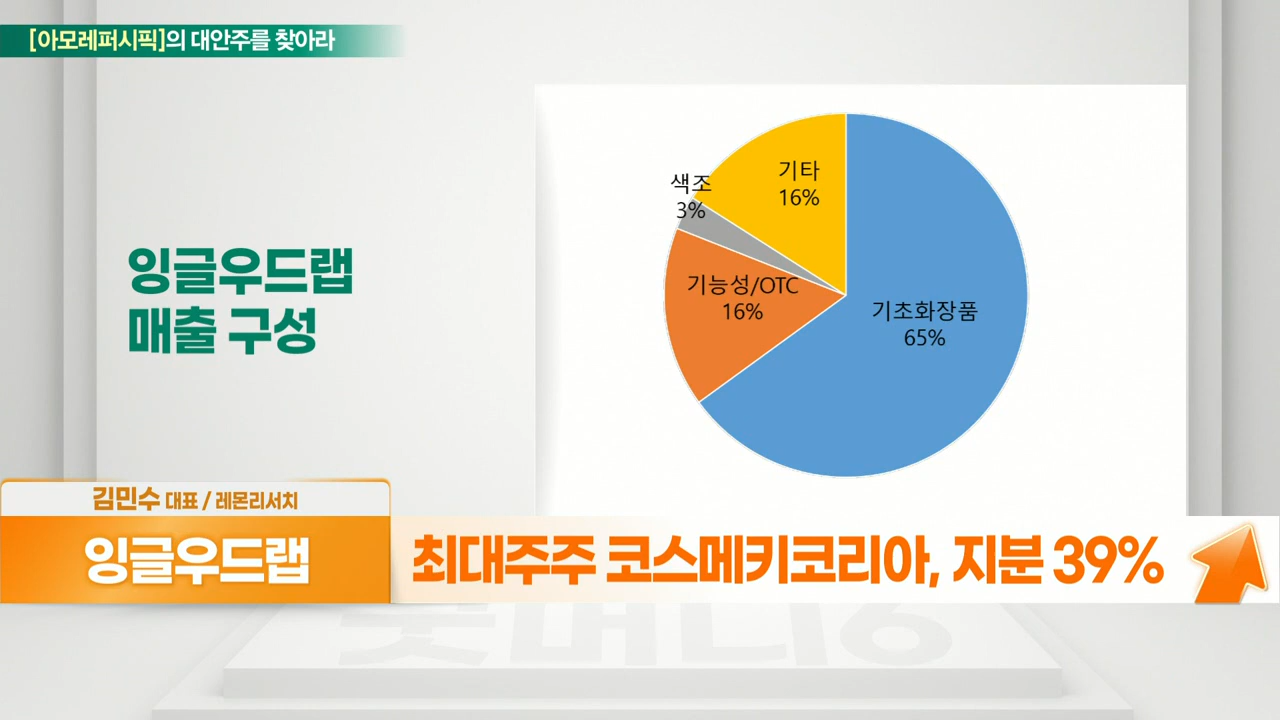 [아모레퍼시픽]의 대안주를 찾아라
잉글우드랩
매출 구성
기타
16%
색조
3%
기능성/OTC
16%
기초화장품
65%
김민수 대표 / 레몬리서치
잉글우드랩
최대주주 코스메키코리아, 지분 39%